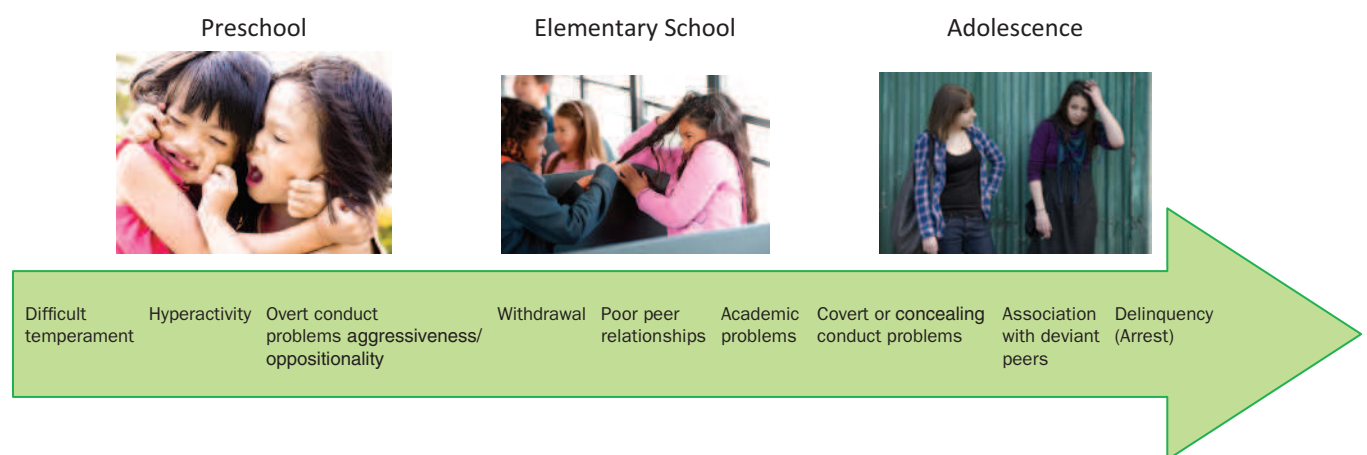 Preschool
Elementary School
Adolescence
Difficult
temperament
Hyperactivity
Overt conduct
problems aggressiveness/
oppositionality
Withdrawal
Poor peer
relationships
Academic
problems
Covert or concealing
conduct problems
Association
with deviant
peers
Delinquency
(Arrest)